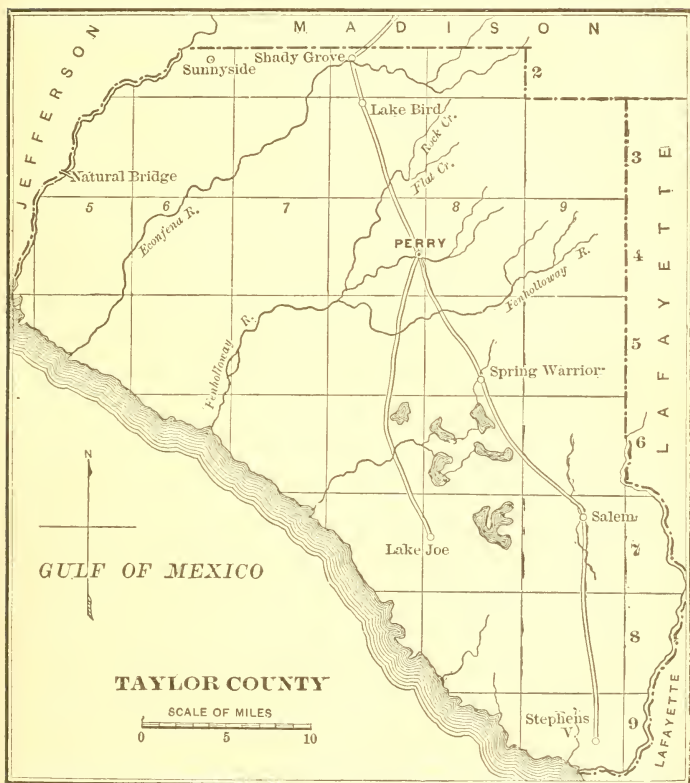 M A D I S O N
JEFFERSON
Sunnyside
Shady Grove
2
Lake Bird
Rock Cr.
Flat Cr.
3
Natural Bridge
5 6 7 8 9
Econfena R.
PERRY
4
Fenholloway R.
LAFAYETTE
Fenholloway R.
5
Spring Warrior
6
N
Salem
Lake Joe
7
GULF OF MEXICO
8
TAYLOR COUNTY
SCALE OF MILES
0 5 10
Stephens
V.
9
LAFAYETTE